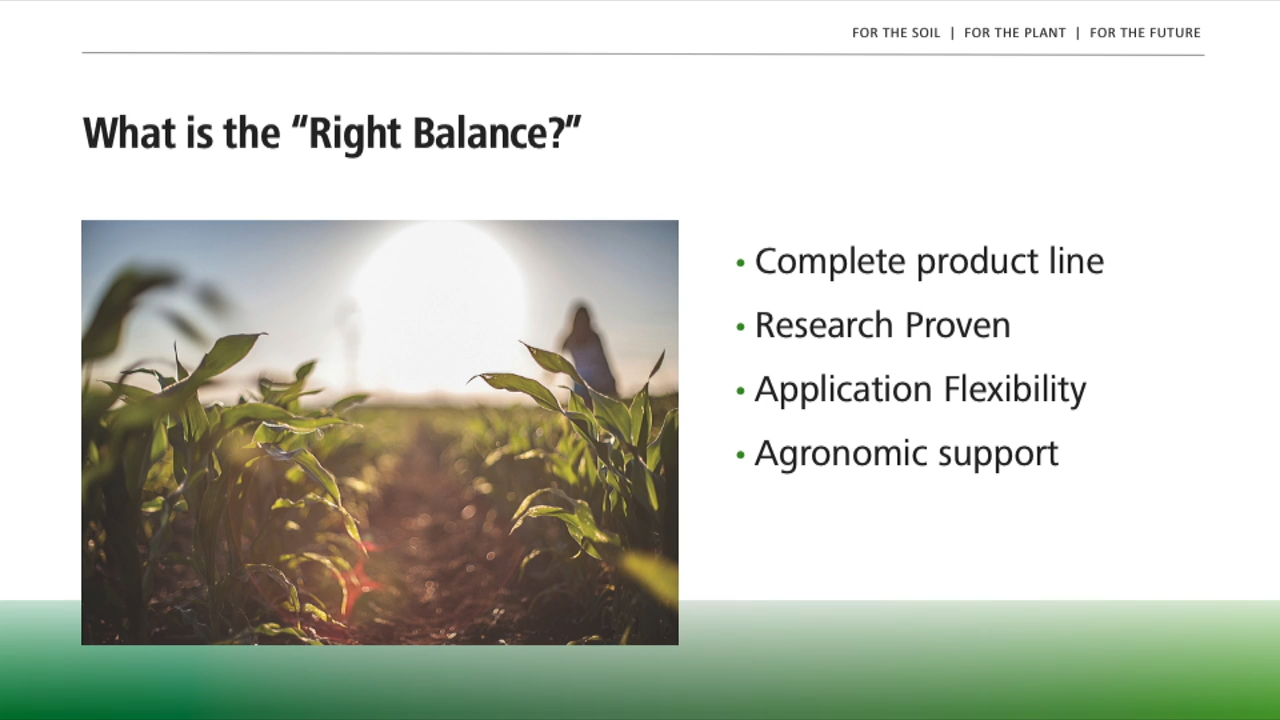 FOR THE SOIL | FOR THE PLANT | FOR THE FUTURE
What is the “Right Balance?”
• Complete product line
• Research Proven
• Application Flexibility
• Agronomic support